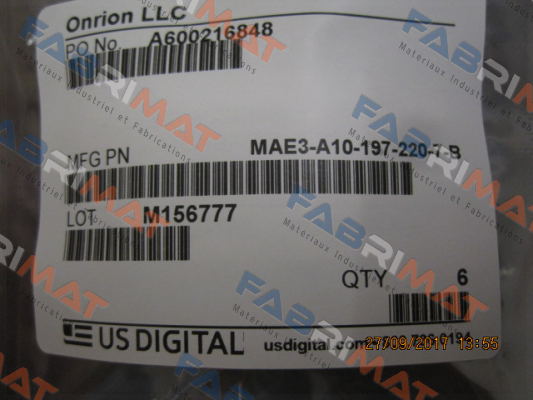 Onrion LLC
PO No. A600216848
MFG PN MAE3-A10-197-220-7-B
LOT M156777
QTY 6
US DIGITAL usdigital.com
27/09/2017 13:55
FABRIMAT
Materiaux Industriel et Fabrications